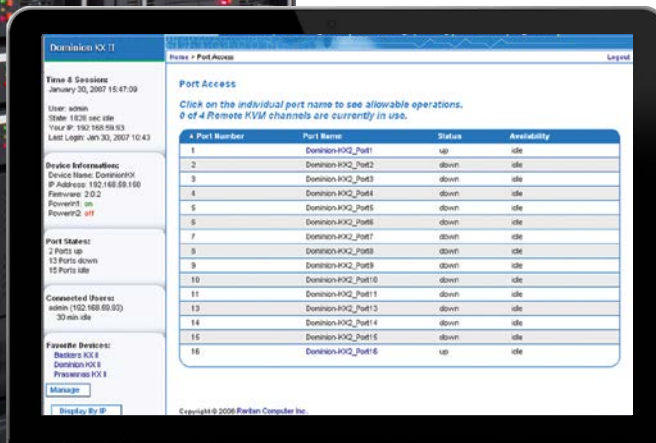 Dominion KX II
Home > Port Access
Logout
Time & Session:
January 30, 2007 15:47:09
User: admin
State: 1838 sec idle
Your IP: 192.168.59.93
Last Login: Jan 30, 2007 10:43
Device Information:
Device Name: DominionKX
IP Address: 192.168.59.160
Firmware: 2.0.2
PowerIn1: on
PowerIn2: off
Port States:
2 Ports up
13 Ports down
15 Ports idle
Connected Users:
admin (192.168.59.93)
30 min idle
Favorite Devices:
Dominion KX II
Manage
Display By IP
Port Access
Click on the individual port name to see allowable operations.
0 of 4 Remote KVM channels are currently in use.
▲ Port Number Port Name Status Availability
1 Dominion-KX2_Port1 up idle
2 Dominion-KX2_Port2 down idle
3 Dominion-KX2_Port3 down idle
4 Dominion-KX2_Port4 down idle
5 Dominion-KX2_Port5 down idle
6 Dominion-KX2_Port6 down idle
7 Dominion-KX2_Port7 down idle
8 Dominion-KX2_Port8 down idle
9 Dominion-KX2_Port9 down idle
10 Dominion-KX2_Port10 down idle
11 Dominion-KX2_Port11 down idle
13 Dominion-KX2_Port13 down idle
14 Dominion-KX2_Port14 down idle
15 Dominion-KX2_Port15 down idle
16 Dominion-KX2_Port16 up idle
Copyright © 2006 Raritan Computer Inc.